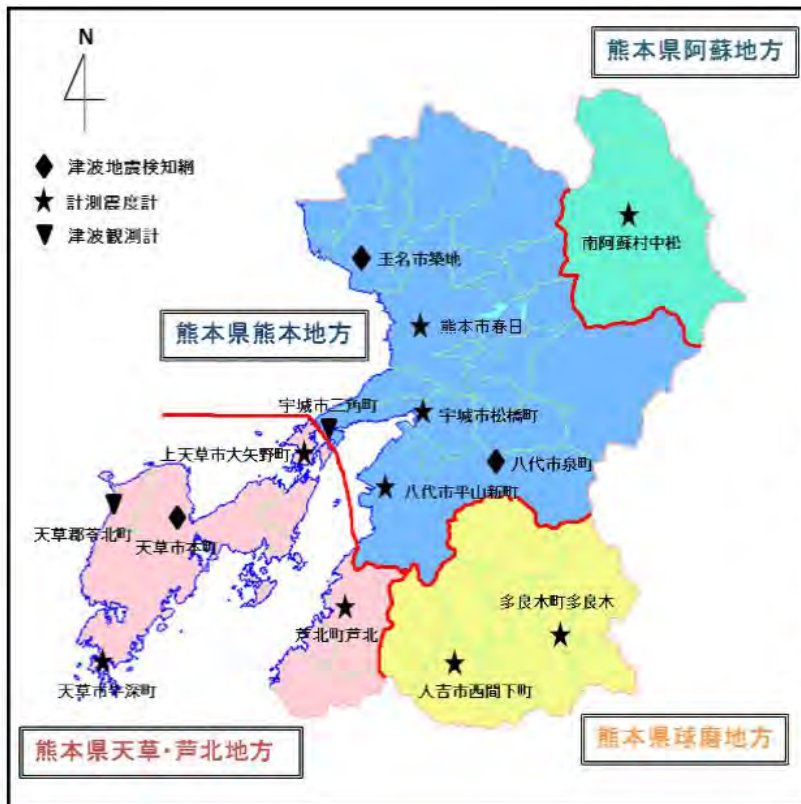 熊本県阿蘇地方
N
津波地震検知網
計測震度計
津波観測計
南阿蘇村中松
玉名市築地
熊本県熊本地方
熊本市春日
宇城市三角町
宇城市松橋町
上天草市大矢野町
八代市泉町
八代市平山新町
天草郡苓北町
天草市本町
多良木町多良木
芦北町芦北
天草市牛深町
人吉市西間下町
熊本県天草・芦北地方
熊本県球磨地方